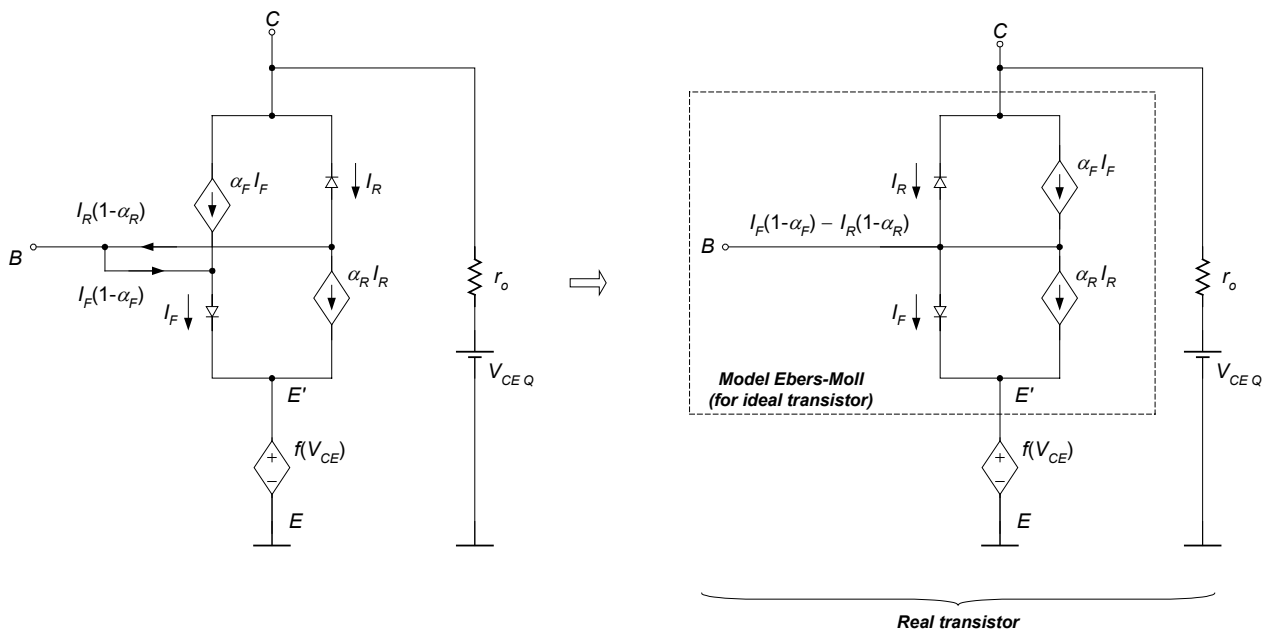 C
α_F I_F
I_R
I_R(1-α_R)
B
I_F(1-α_F)
I_F
α_R I_R
r_o
V_CE Q
E'
+
f(V_CE)
−
E
C
I_R
α_F I_F
I_F(1-α_F) – I_R(1-α_R)
B
I_F
α_R I_R
r_o
V_CE Q
Model Ebers-Moll
(for ideal transistor)
E'
+
f(V_CE)
−
E
Real transistor